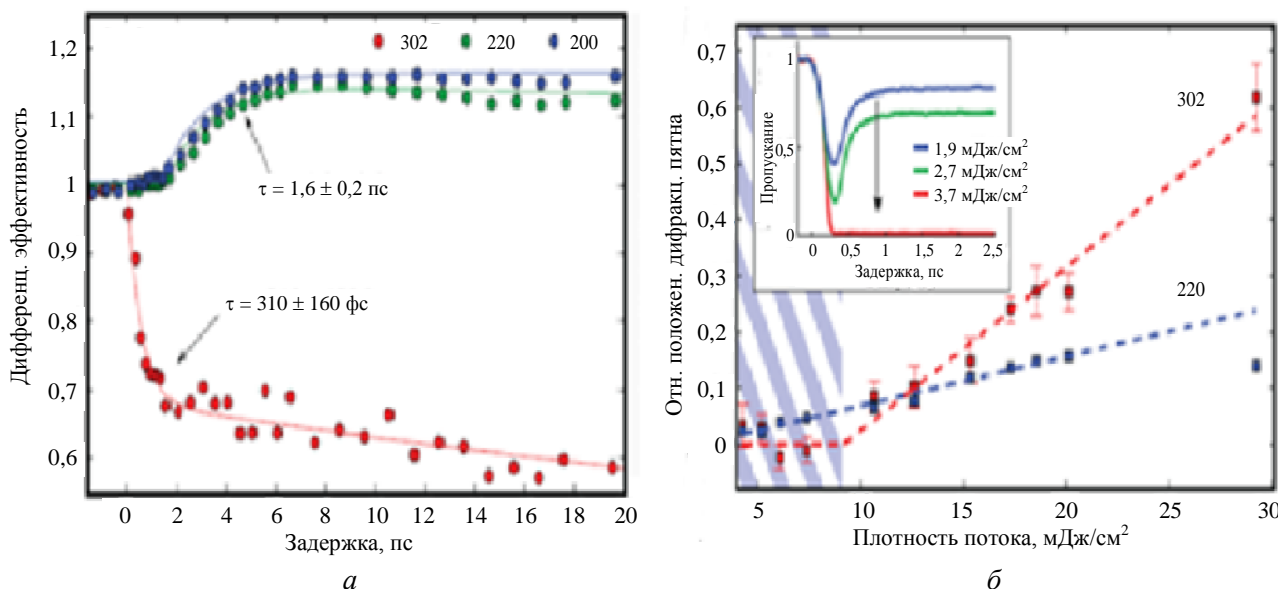 1,2
1,1
1
0,9
0,8
0,7
0,6
Дифференц. эффективность
302 220 200
τ = 1,6 ± 0,2 пс
τ = 310 ± 160 фс
0 2 4 6 8 10 12 14 16 18 20
Задержка, пс
а
0,7
0,6
0,5
0,4
0,3
0,2
0,1
0
Отн. положен. дифракц. пятна
1
0,5
0
Пропускание
1,9 мДж/см²
2,7 мДж/см²
3,7 мДж/см²
0 0,5 1 1,5 2 2,5
Задержка, пс
302
220
5 10 15 20 25 30
Плотность потока, мДж/см²
б